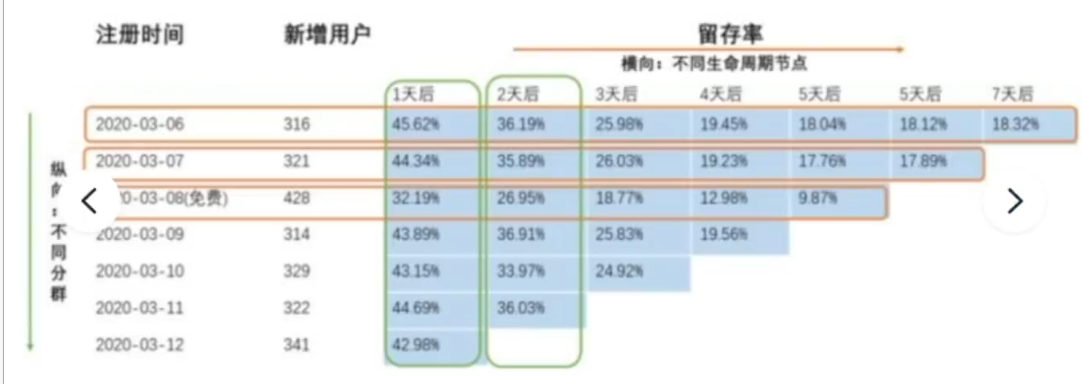 注册时间 新增用户 留存率
横向：不同生命周期节点
1天后 2天后 3天后 4天后 5天后 5天后 7天后
2020-03-06 316 45.62% 36.19% 25.98% 19.45% 18.04% 18.12% 18.32%
2020-03-07 321 44.34% 35.89% 26.03% 19.23% 17.76% 17.89%
20-03-08(免费) 428 32.19% 26.95% 18.77% 12.98% 9.87%
2020-03-09 314 43.89% 36.91% 25.83% 19.56%
2020-03-10 329 43.15% 33.97% 24.92%
2020-03-11 322 44.69% 36.03%
2020-03-12 341 42.98%
纵向：不同分群